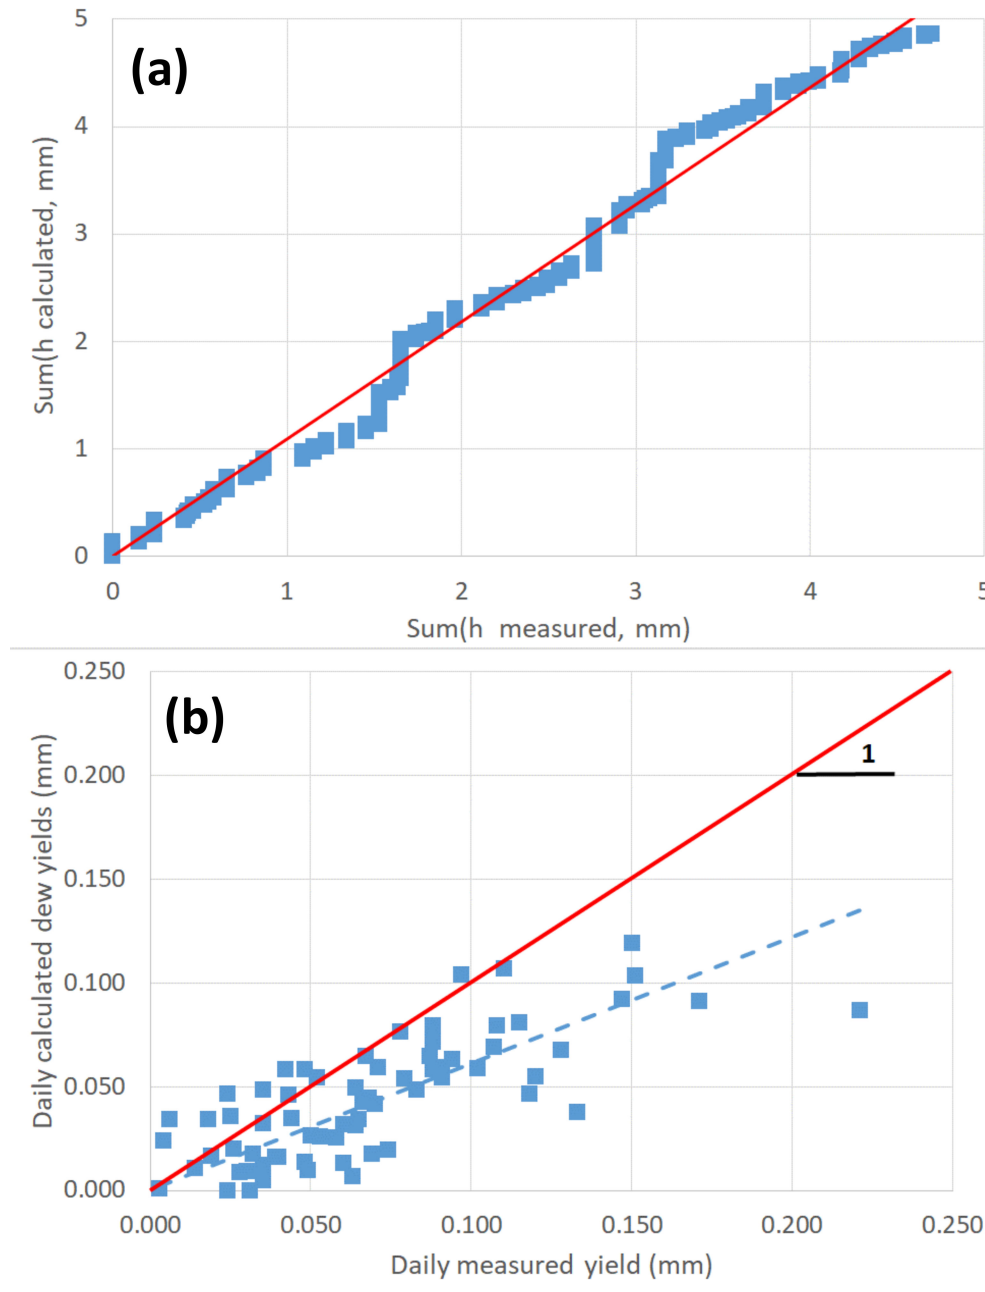 (a)
5
4
3
2
1
0
Sum(h calculated, mm)
0 1 2 3 4 5
Sum(h measured, mm)
(b)
0.250
1
0.200
0.150
0.100
0.050
0.000
Daily calculated dew yields (mm)
0.000 0.050 0.100 0.150 0.200 0.250
Daily measured yield (mm)